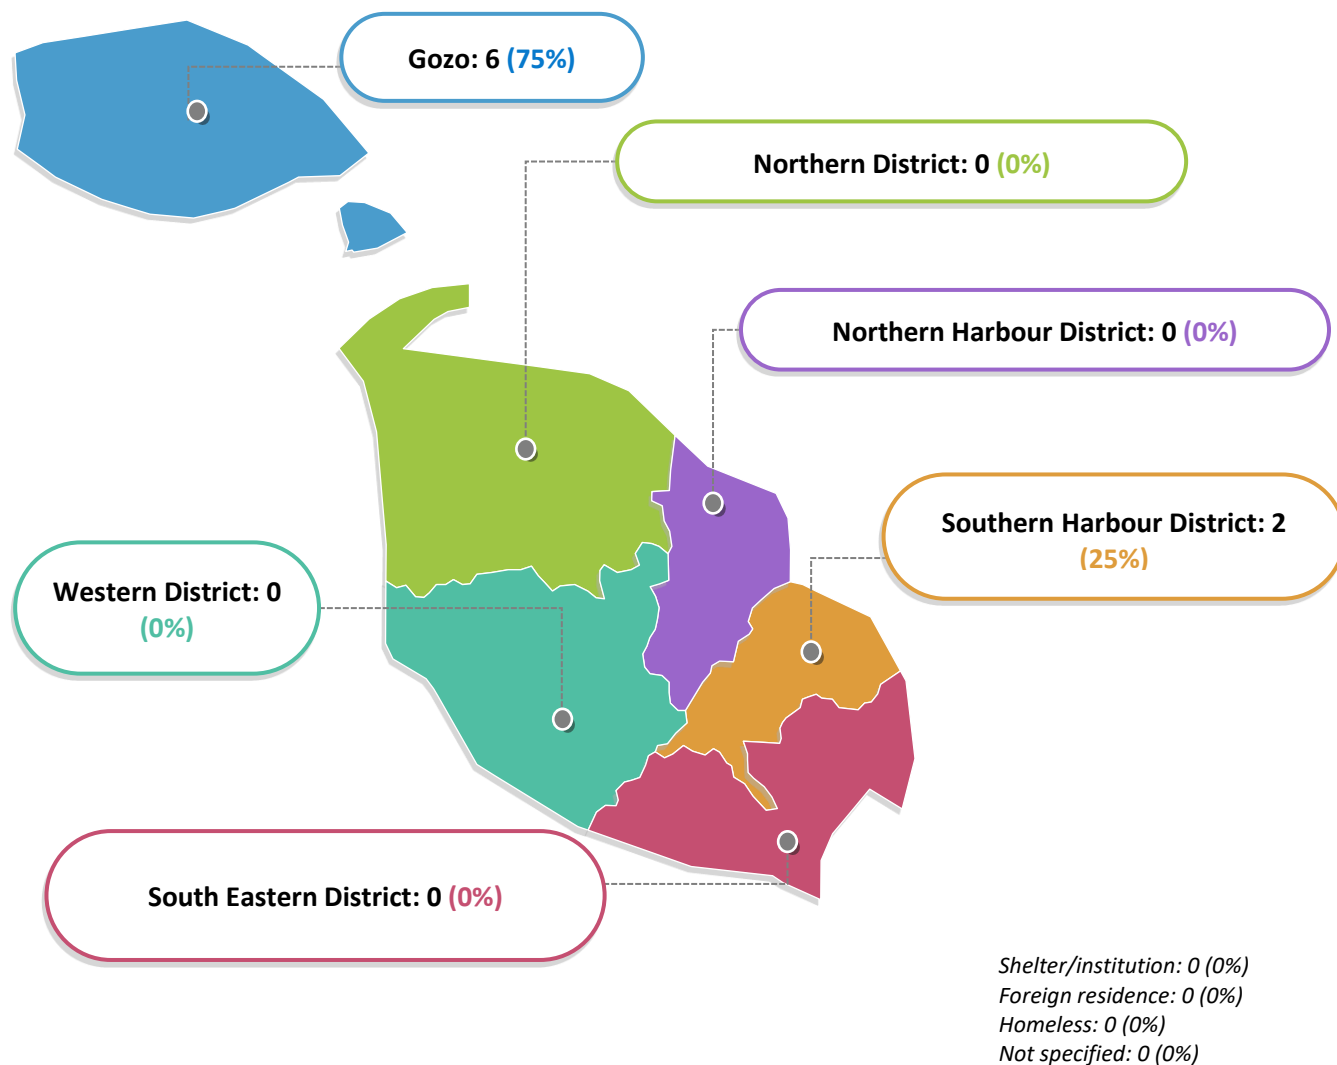 Gozo: 6 (75%)
Northern District: 0 (0%)
Northern Harbour District: 0 (0%)
Southern Harbour District: 2
(25%)
Western District: 0
(0%)
South Eastern District: 0 (0%)
Shelter/institution: 0 (0%)
Foreign residence: 0 (0%)
Homeless: 0 (0%)
Not specified: 0 (0%)